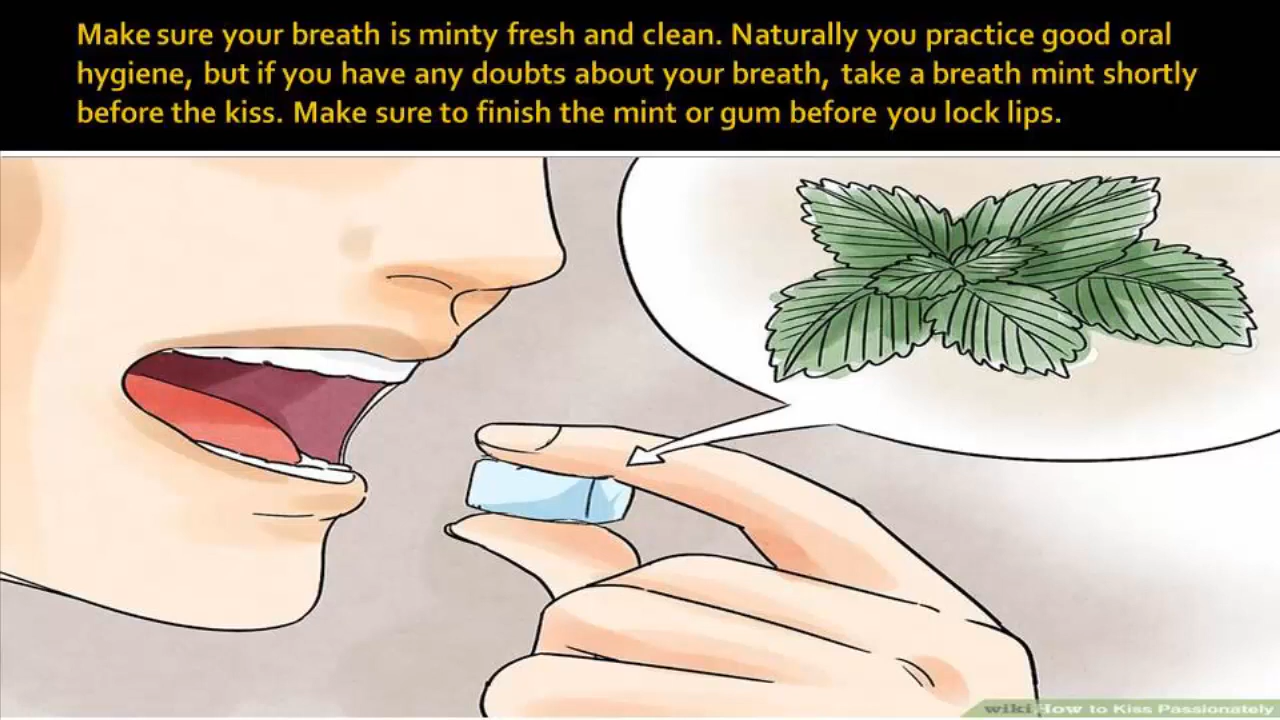 Make sure your breath is minty fresh and clean. Naturally you practice good oral
hygiene, but if you have any doubts about your breath, take a breath mint shortly
before the kiss. Make sure to finish the mint or gum before you lock lips.
wikiHow to Kiss Passionately